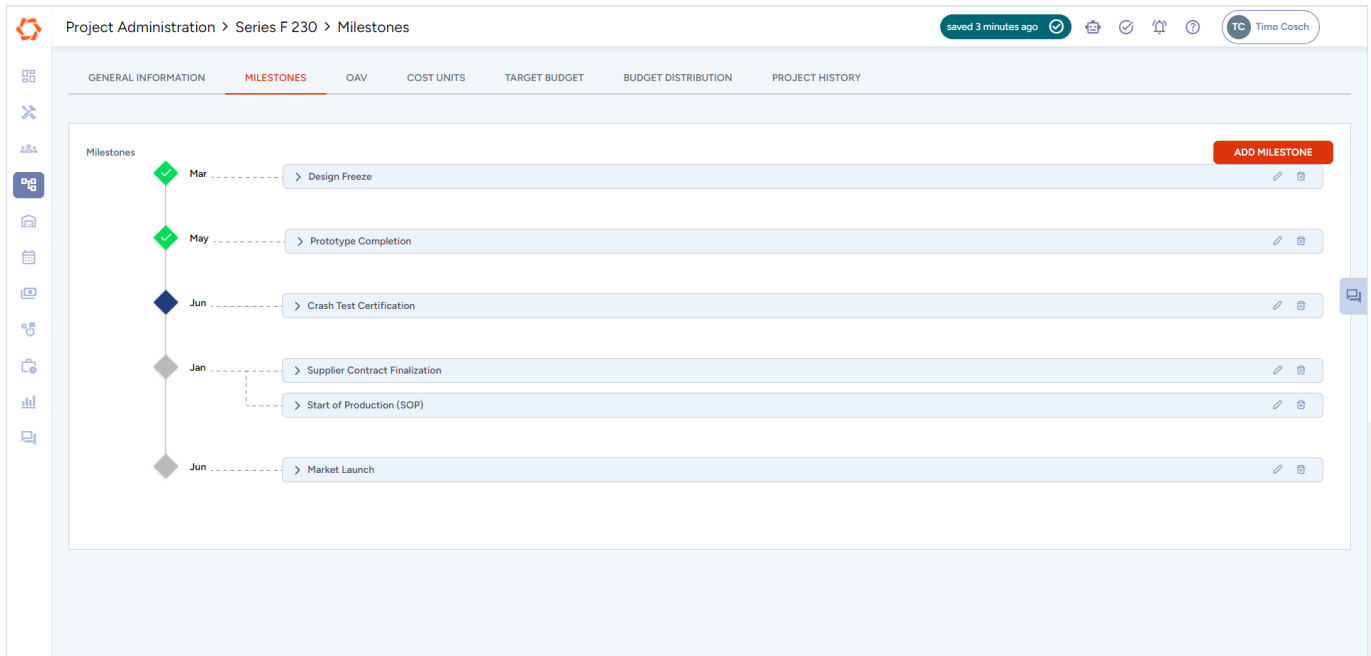 Project Administration > Series F 230 > Milestones
saved 3 minutes ago
TC Timo Cosch
GENERAL INFORMATION MILESTONES OAV COST UNITS TARGET BUDGET BUDGET DISTRIBUTION PROJECT HISTORY
Milestones
ADD MILESTONE
Mar Design Freeze
May Prototype Completion
Jun Crash Test Certification
Jan Supplier Contract Finalization
Start of Production (SOP)
Jun Market Launch